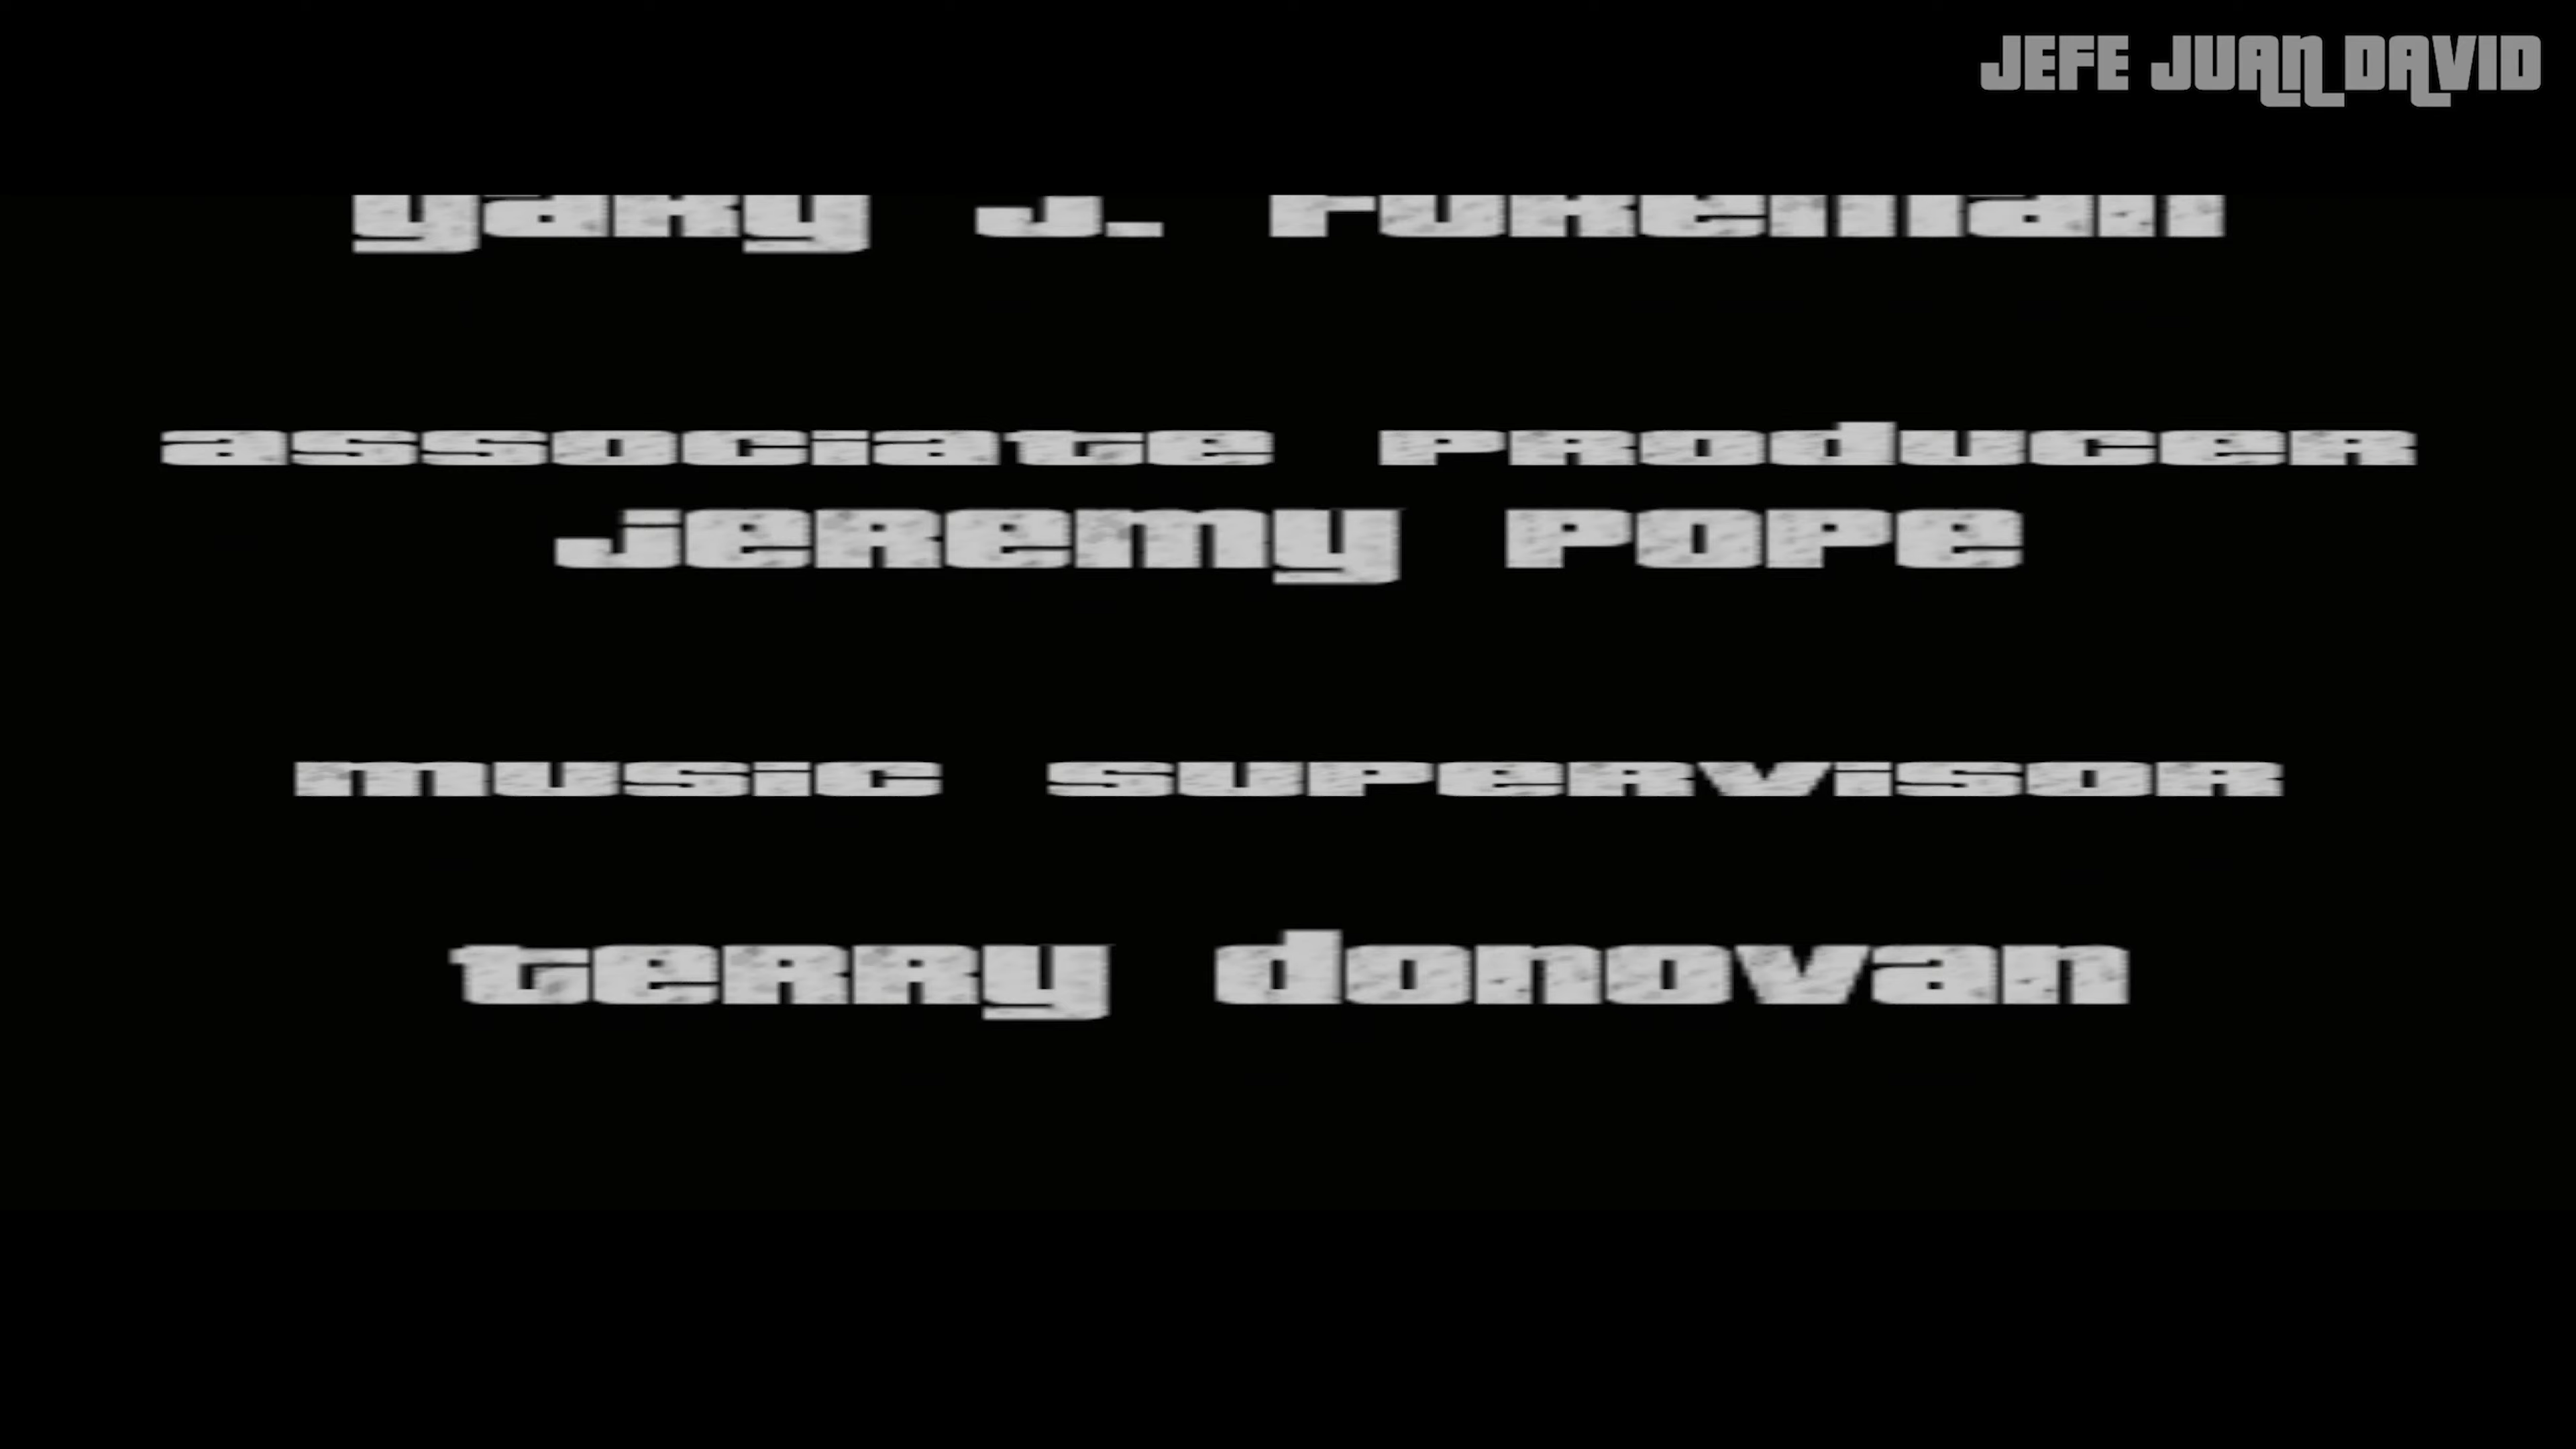 JEFE JUAN DAVID
J.
associate producer
jeremy pope
music supervisor
terry donovan